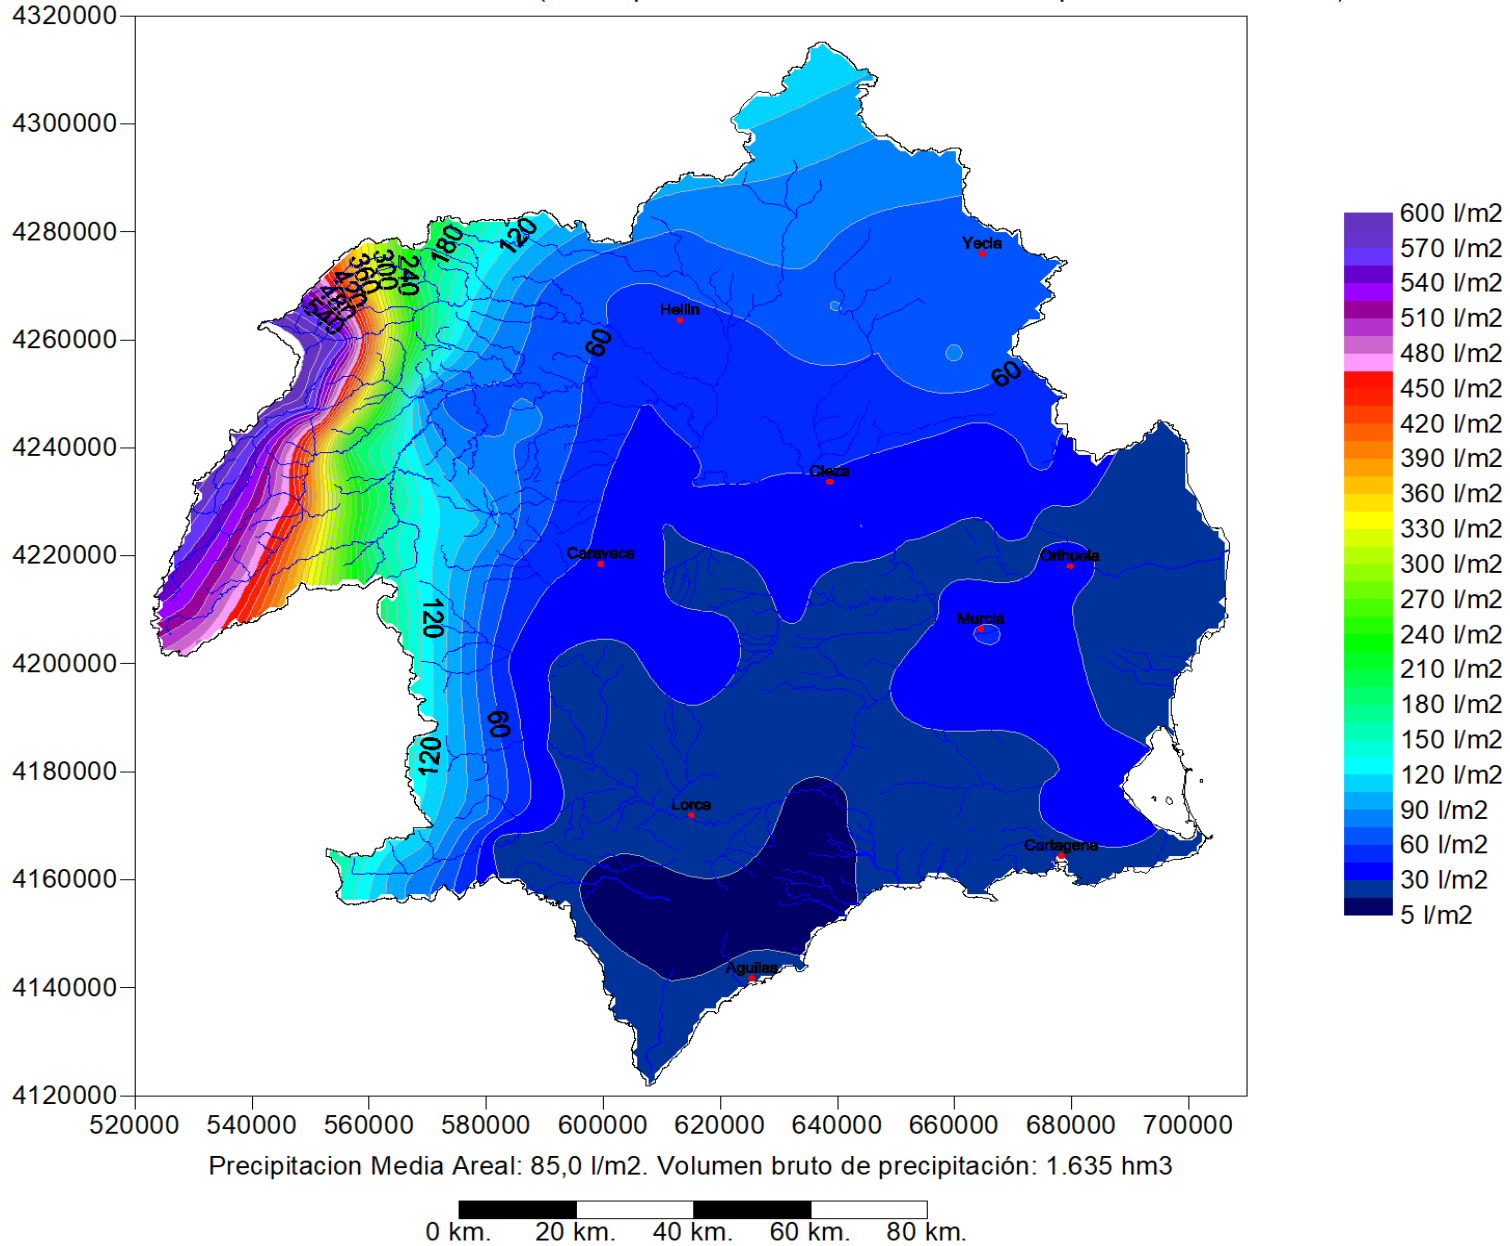 4320000
4300000
4280000
4260000
4240000
4220000
4200000
4180000
4160000
4140000
4120000
520000 540000 560000 580000 600000 620000 640000 660000 680000 700000
180
120
240
300
360
540
60
60
120
60
120
Yecla
Hellin
Cieza
Caravaca
Orihuela
Murcia
Lorca
Cartagena
Aguilas
600 l/m2
570 l/m2
540 l/m2
510 l/m2
480 l/m2
450 l/m2
420 l/m2
390 l/m2
360 l/m2
330 l/m2
300 l/m2
270 l/m2
240 l/m2
210 l/m2
180 l/m2
150 l/m2
120 l/m2
90 l/m2
60 l/m2
30 l/m2
5 l/m2
Precipitacion Media Areal: 85,0 l/m2. Volumen bruto de precipitación: 1.635 hm3
0 km. 20 km. 40 km. 60 km. 80 km.